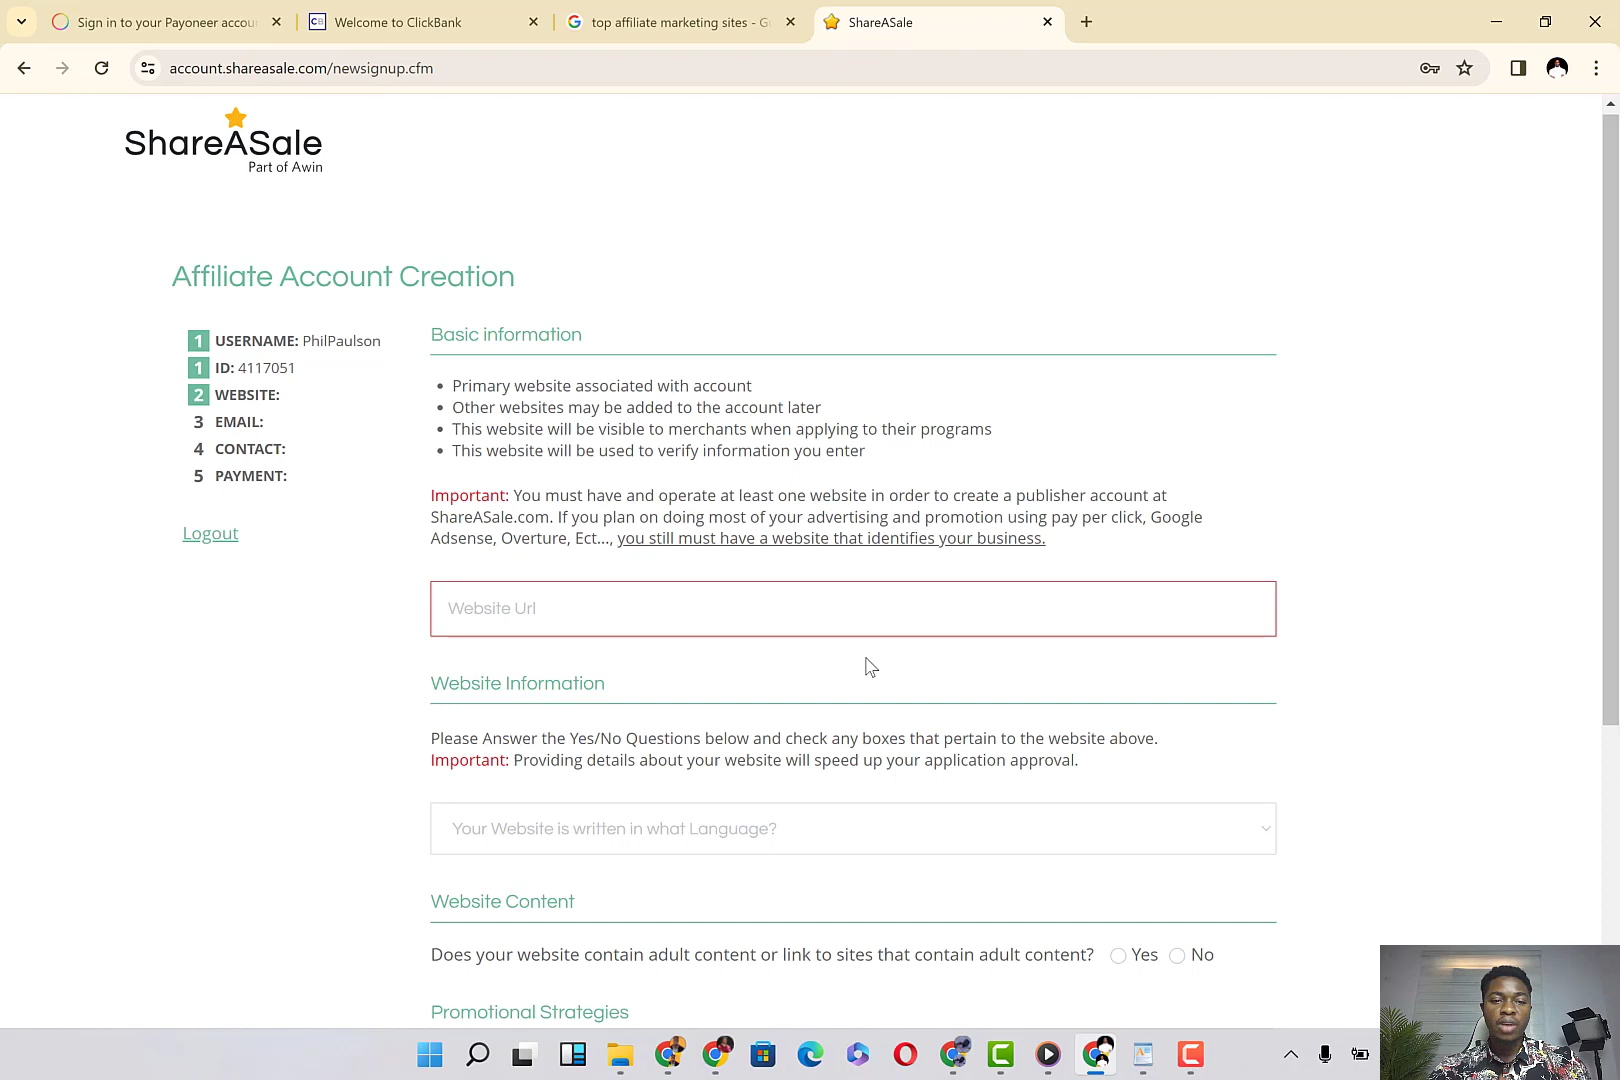 Sign in to your Payoneer accou
Welcome to ClickBank
top affiliate marketing sites - G
ShareASale
account.shareasale.com/newsignup.cfm
ShareASale
Part of Awin
Affiliate Account Creation
1 USERNAME: PhilPaulson
1 ID: 4117051
2 WEBSITE:
3 EMAIL:
4 CONTACT:
5 PAYMENT:
Logout
Basic information
• Primary website associated with account
• Other websites may be added to the account later
• This website will be visible to merchants when applying to their programs
• This website will be used to verify information you enter
Important: You must have and operate at least one website in order to create a publisher account at
ShareASale.com. If you plan on doing most of your advertising and promotion using pay per click, Google
Adsense, Overture, Ect..., you still must have a website that identifies your business.
Website Url
Website Information
Please Answer the Yes/No Questions below and check any boxes that pertain to the website above.
Important: Providing details about your website will speed up your application approval.
Your Website is written in what Language?
Website Content
Does your website contain adult content or link to sites that contain adult content? Yes No
Promotional Strategies